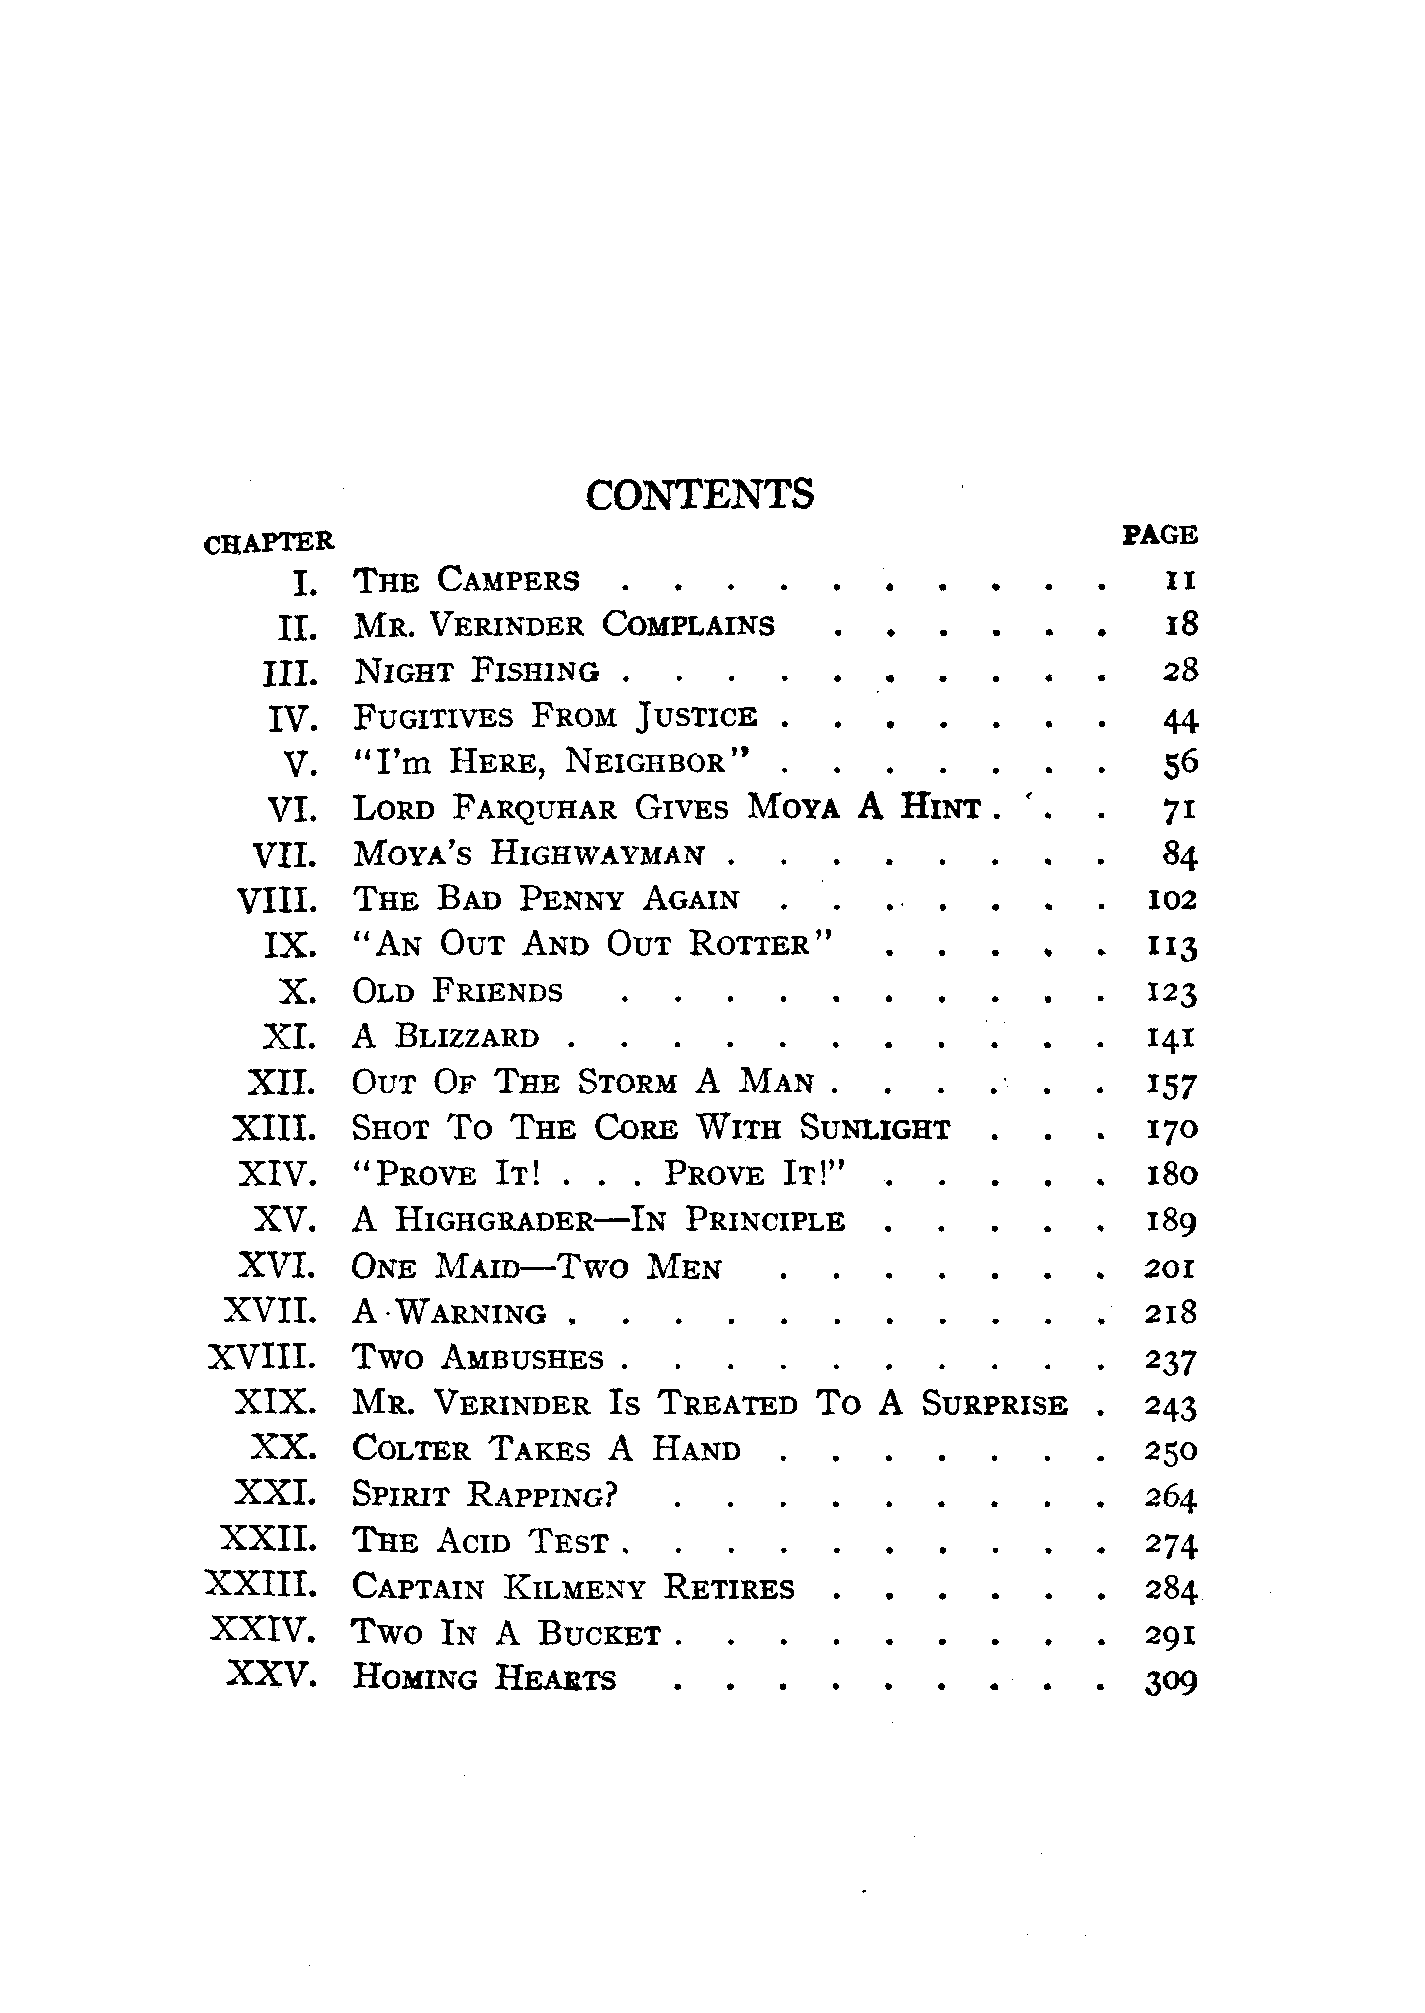 CONTENTS
CHAPTER PAGE
I. The Campers . . . . . . . . . . 11
II. Mr. Verinder Complains . . . . . . 18
III. Night Fishing . . . . . . . . . . 28
IV. Fugitives From Justice . . . . . . . 44
V. "I'm Here, Neighbor" . . . . . . . 56
VI. Lord Farquhar Gives Moya A Hint . . . 71
VII. Moya's Highwayman . . . . . . . . 84
VIII. The Bad Penny Again . . . . . . . 102
IX. "An Out And Out Rotter" . . . . . 113
X. Old Friends . . . . . . . . . . 123
XI. A Blizzard . . . . . . . . . . . 141
XII. Out Of The Storm A Man . . . . . . 157
XIII. Shot To The Core With Sunlight . . . 170
XIV. "Prove It! . . . Prove It!" . . . . . 180
XV. A Highgrader—In Principle . . . . . 189
XVI. One Maid—Two Men . . . . . . . 201
XVII. A Warning . . . . . . . . . . . 218
XVIII. Two Ambushes . . . . . . . . . . 237
XIX. Mr. Verinder Is Treated To A Surprise . 243
XX. Colter Takes A Hand . . . . . . . 250
XXI. Spirit Rapping? . . . . . . . . . 264
XXII. The Acid Test . . . . . . . . . . 274
XXIII. Captain Kilmeny Retires . . . . . . 284
XXIV. Two In A Bucket . . . . . . . . . 291
XXV. Homing Hearts . . . . . . . . . 309